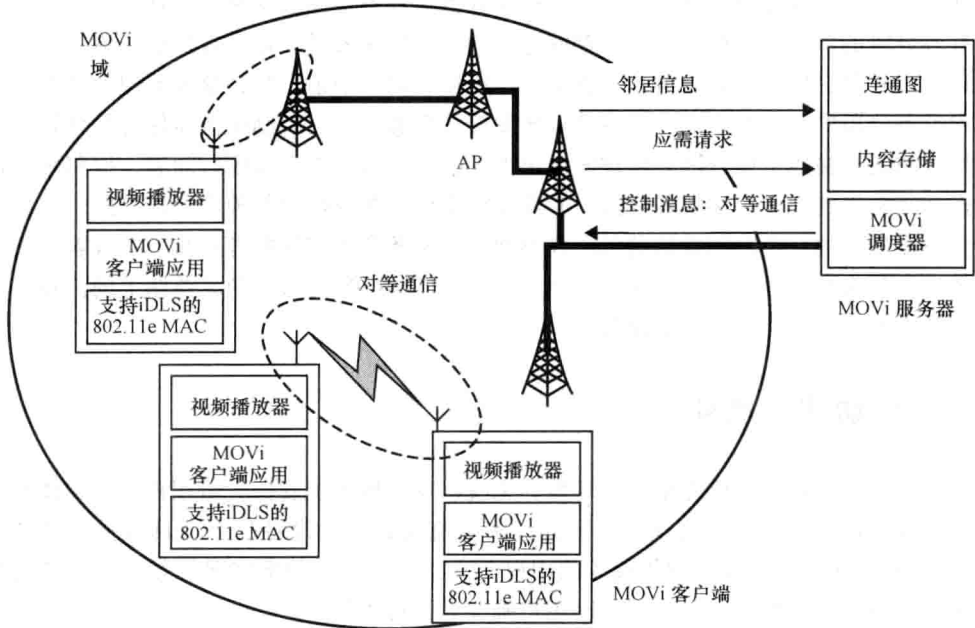 MOVi
域
邻居信息
应需请求
控制消息：对等通信
AP
连通图
内容存储
MOVi
调度器
MOVi 服务器
视频播放器
MOVi
客户端应用
支持iDLS的
802.11e MAC
对等通信
视频播放器
MOVi
客户端应用
支持iDLS的
802.11e MAC
视频播放器
MOVi
客户端应用
支持iDLS的
802.11e MAC
MOVi 客户端